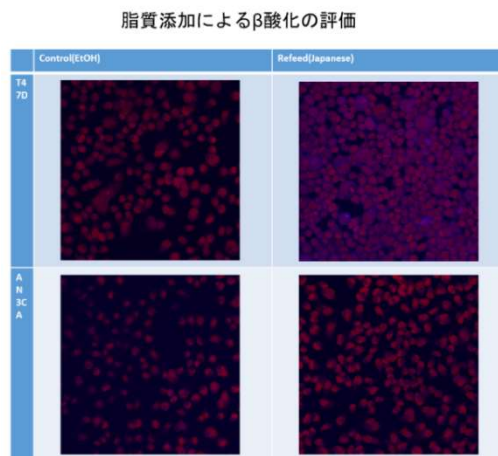 脂質添加によるβ酸化の評価
Control(EtOH)
Refeed(Japanese)
T4
7D
A
N
3C
A